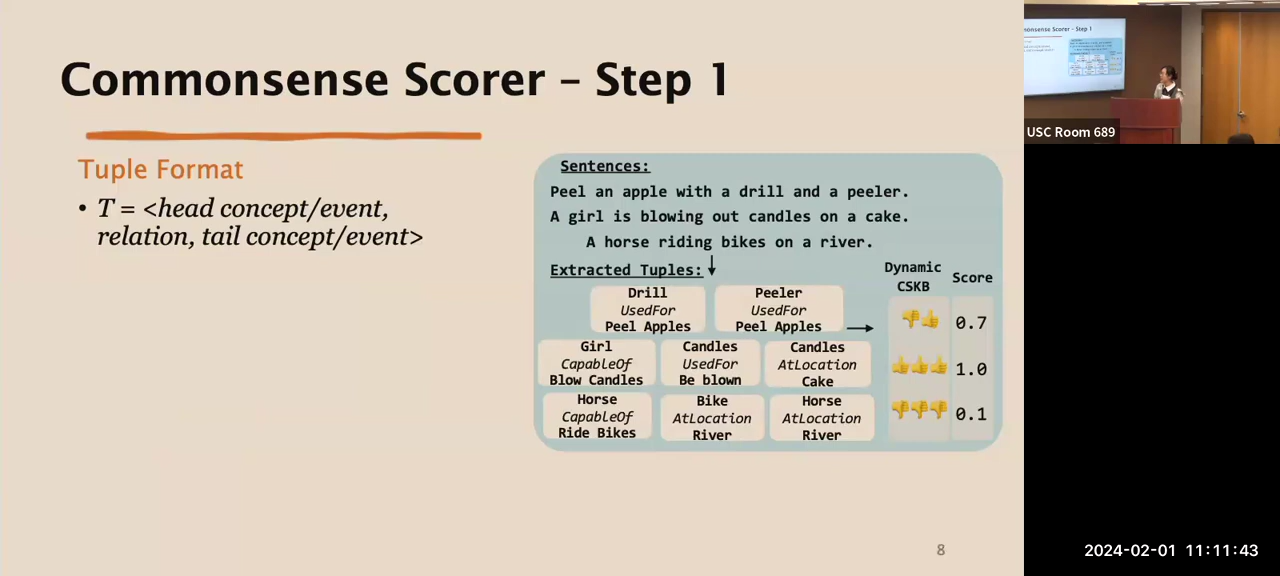 Commonsense Scorer – Step 1
Tuple Format
• T = <head concept/event,
relation, tail concept/event>
Sentences:
Peel an apple with a drill and a peeler.
A girl is blowing out candles on a cake.
A horse riding bikes on a river.
Extracted Tuples:
Dynamic
CSKB
Score
Drill
UsedFor
Peel Apples
Peeler
UsedFor
Peel Apples
0.7
Girl
CapableOf
Blow Candles
Candles
UsedFor
Be blown
Candles
AtLocation
Cake
1.0
Horse
CapableOf
Ride Bikes
Bike
AtLocation
River
Horse
AtLocation
River
0.1
8
monsense Scorer – Step 1
USC Room 689
2024-02-01 11:11:43